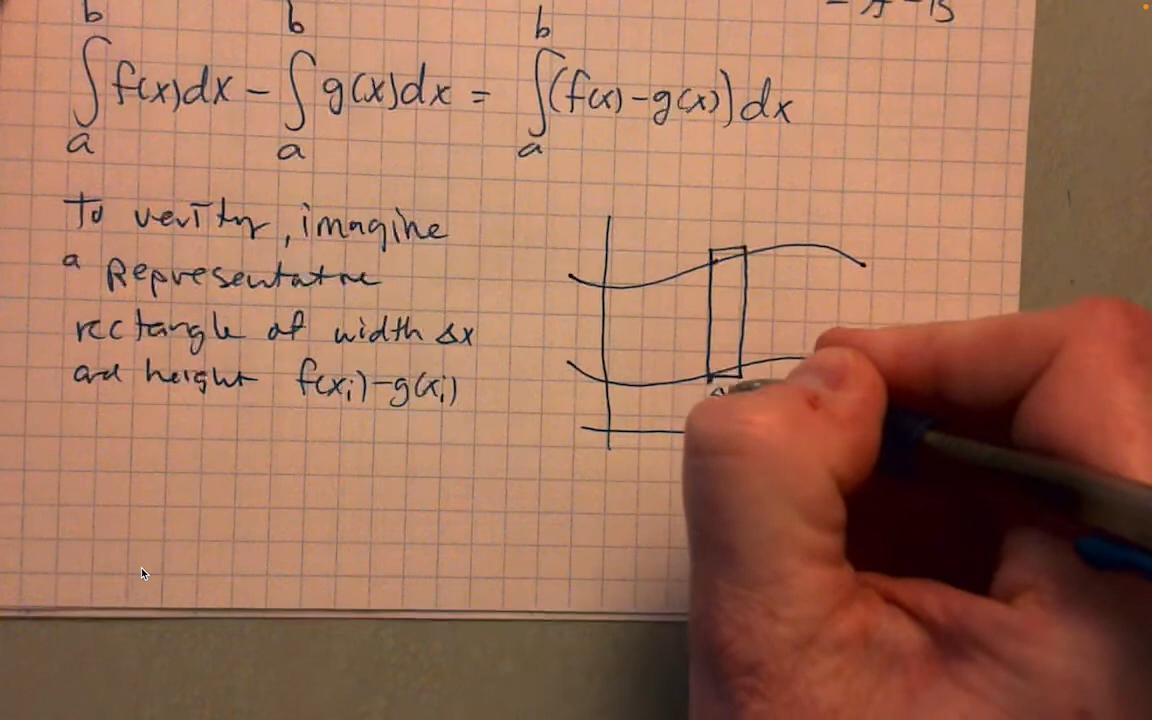 ∫ₐᵇ f(x)dx − ∫ₐᵇ g(x)dx = ∫ₐᵇ (f(x)−g(x))dx
To verify, imagine
a Representative
rectangle of width Δx
and height f(xᵢ)−g(xᵢ)